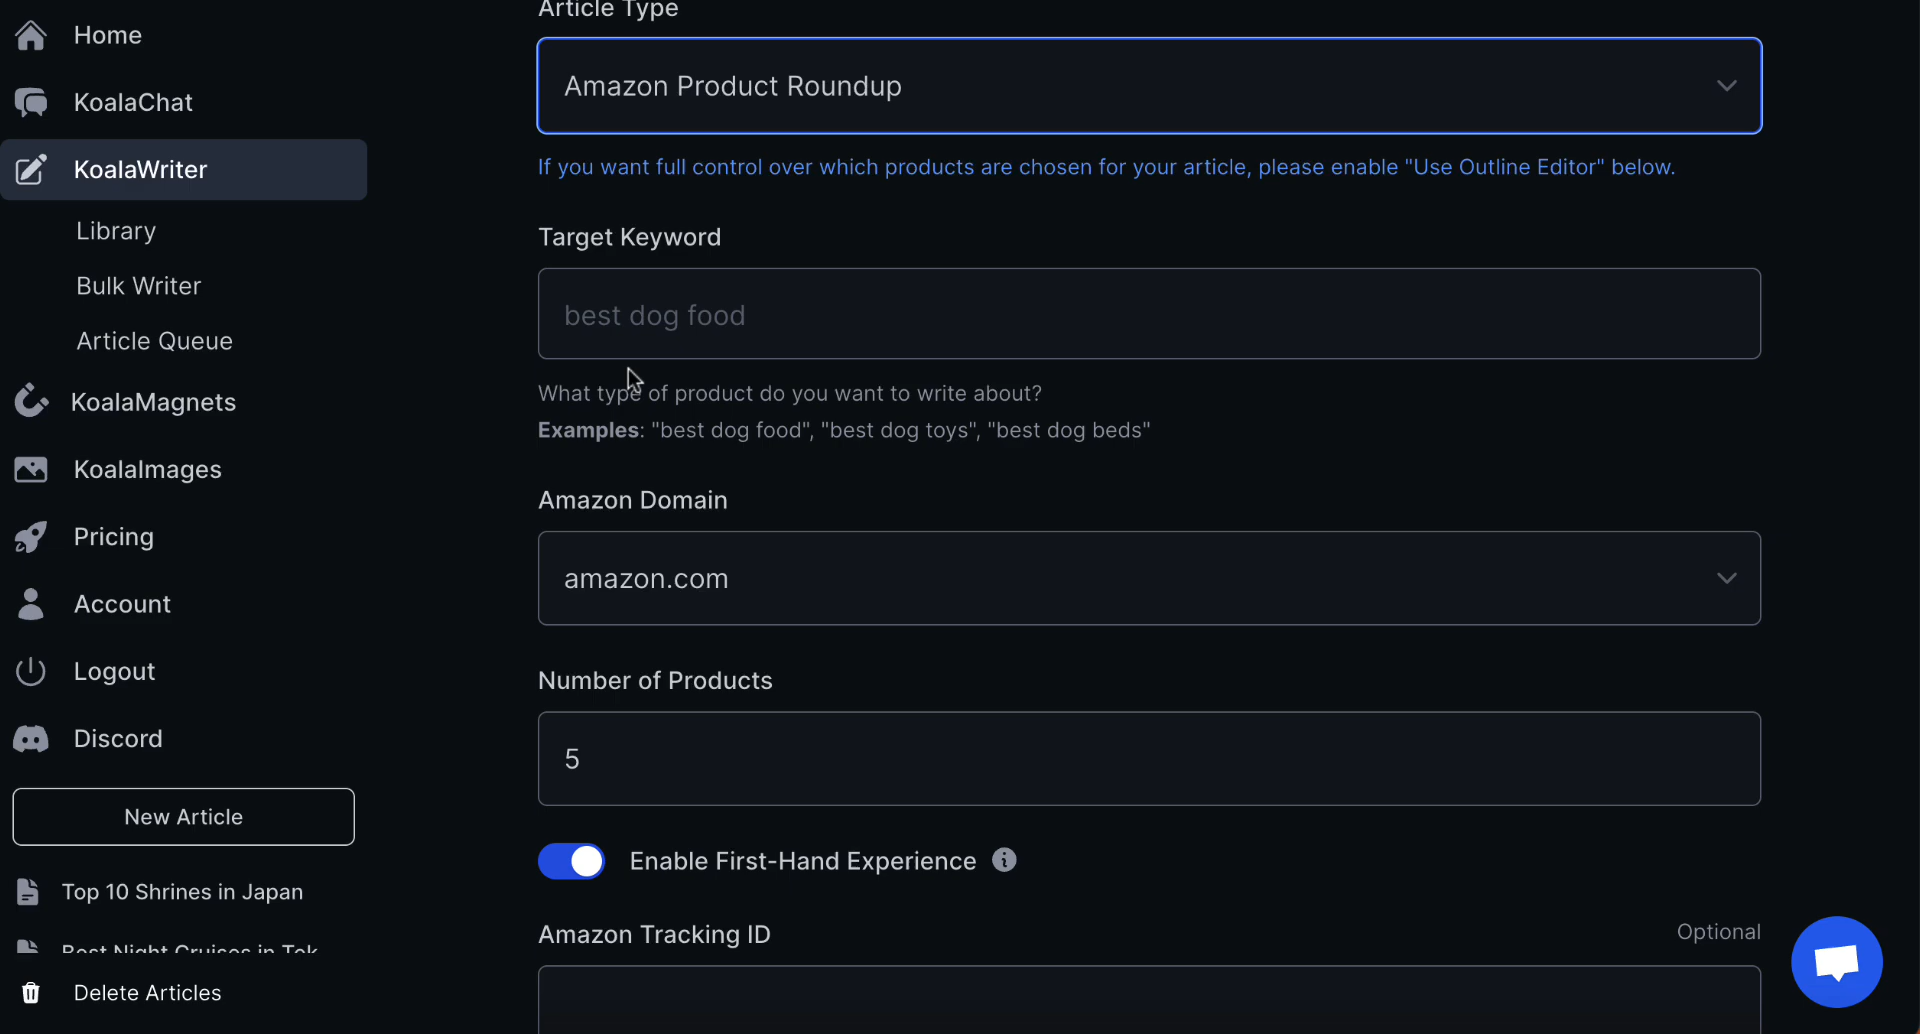 Home
KoalaChat
KoalaWriter
Library
Bulk Writer
Article Queue
KoalaMagnets
KoalaImages
Pricing
Account
Logout
Discord
New Article
Top 10 Shrines in Japan
Best Night Cruises in Tok
Delete Articles
Article Type
Amazon Product Roundup
If you want full control over which products are chosen for your article, please enable "Use Outline Editor" below.
Target Keyword
best dog food
What type of product do you want to write about?
Examples: "best dog food", "best dog toys", "best dog beds"
Amazon Domain
amazon.com
Number of Products
5
Enable First-Hand Experience
Amazon Tracking ID
Optional